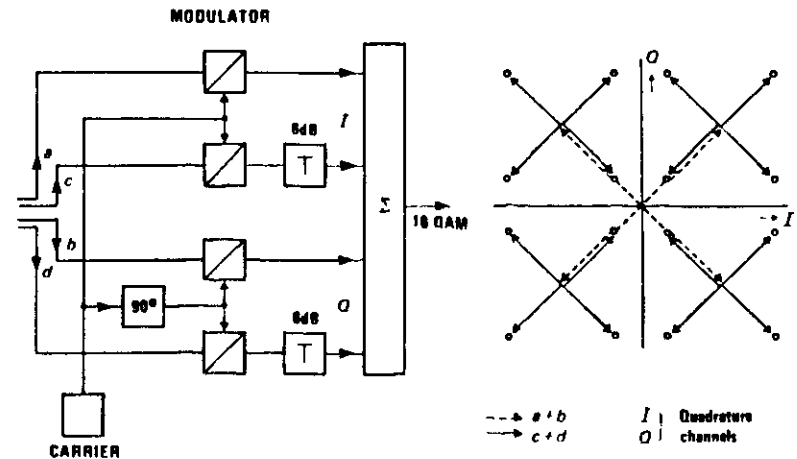 MODULATOR
a
c
b
d
6dB
I
T
90°
Q
6dB
T
Σ
16 QAM
CARRIER
Q
I
a + b
c + d
I
Q
Quadrature
channels